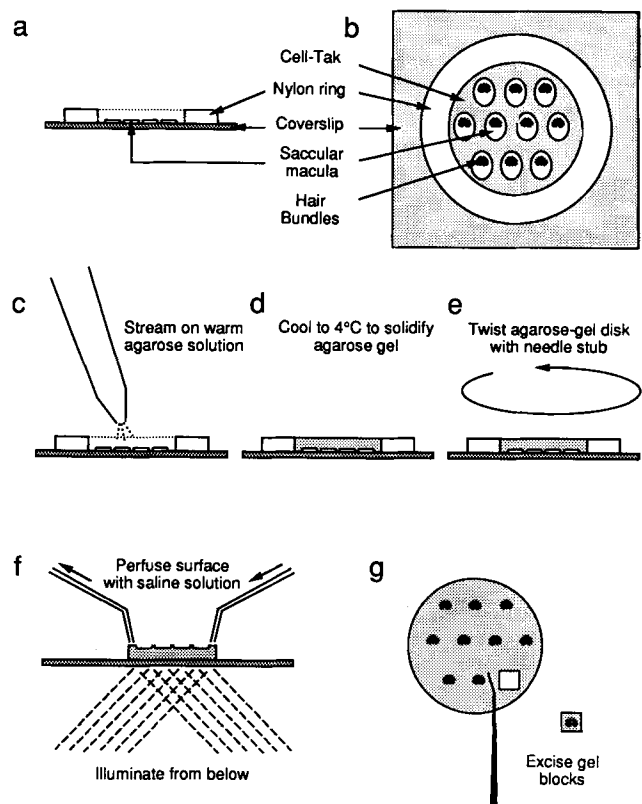 a
b
Cell-Tak
Nylon ring
Coverslip
Saccular
macula
Hair
Bundles
c
Stream on warm
agarose solution
d
Cool to 4°C to solidify
agarose gel
e
Twist agarose-gel disk
with needle stub
f
Perfuse surface
with saline solution
Illuminate from below
g
Excise gel
blocks